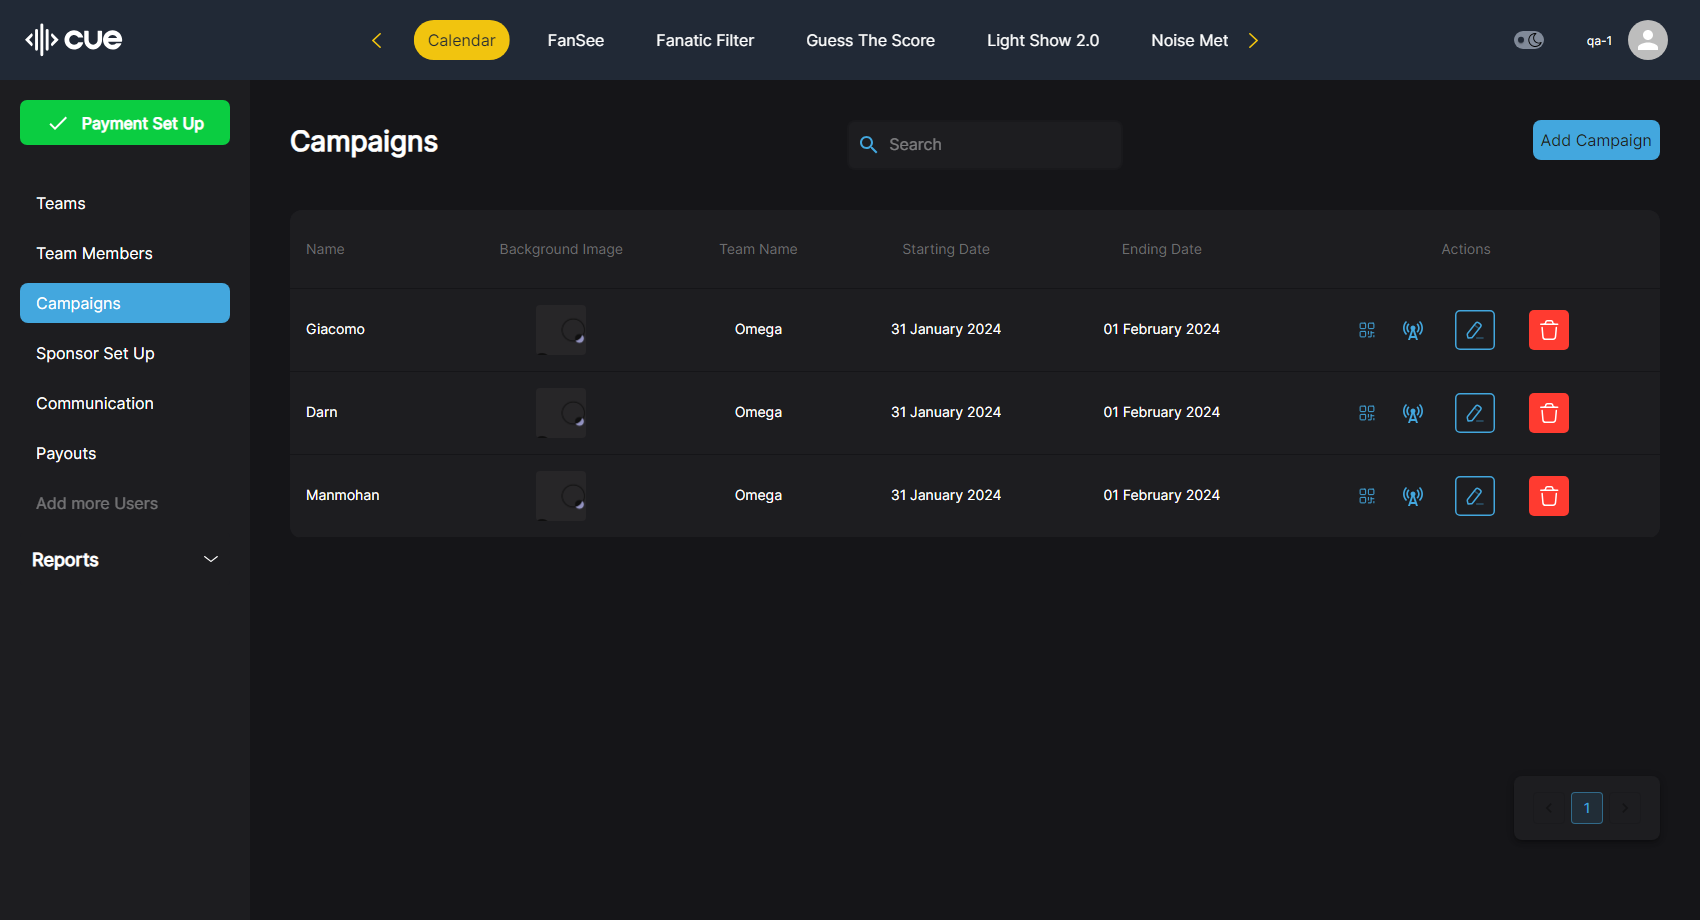 cue
Calendar FanSee Fanatic Filter Guess The Score Light Show 2.0 Noise Met
qa-1
Payment Set Up
Teams
Team Members
Campaigns
Sponsor Set Up
Communication
Payouts
Add more Users
Reports
Campaigns
Search
Add Campaign
Name Background Image Team Name Starting Date Ending Date Actions
Giacomo Omega 31 January 2024 01 February 2024
Darn Omega 31 January 2024 01 February 2024
Manmohan Omega 31 January 2024 01 February 2024
1